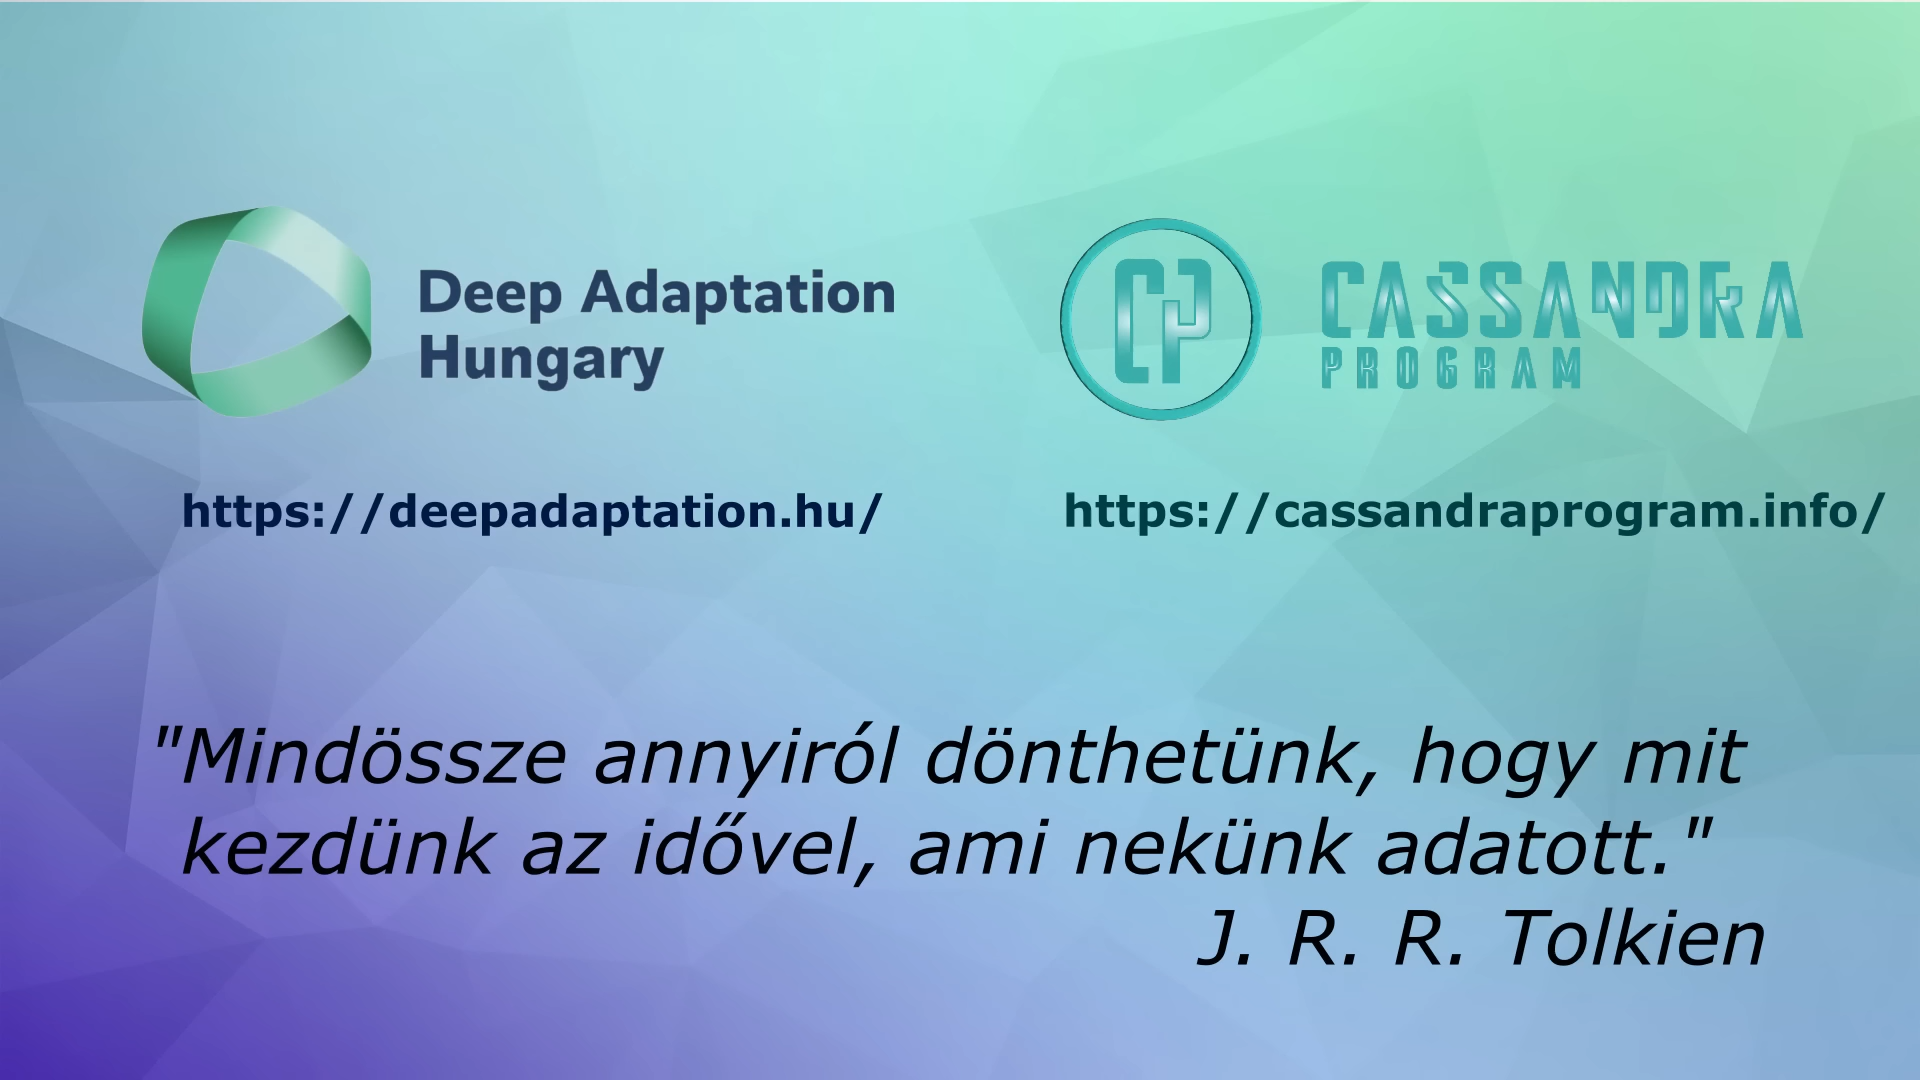 Deep Adaptation
Hungary
CP
CASSANDRA
PROGRAM
https://deepadaptation.hu/
https://cassandraprogram.info/
"Mindössze annyiról dönthetünk, hogy mit
kezdünk az idővel, ami nekünk adatott."
J. R. R. Tolkien